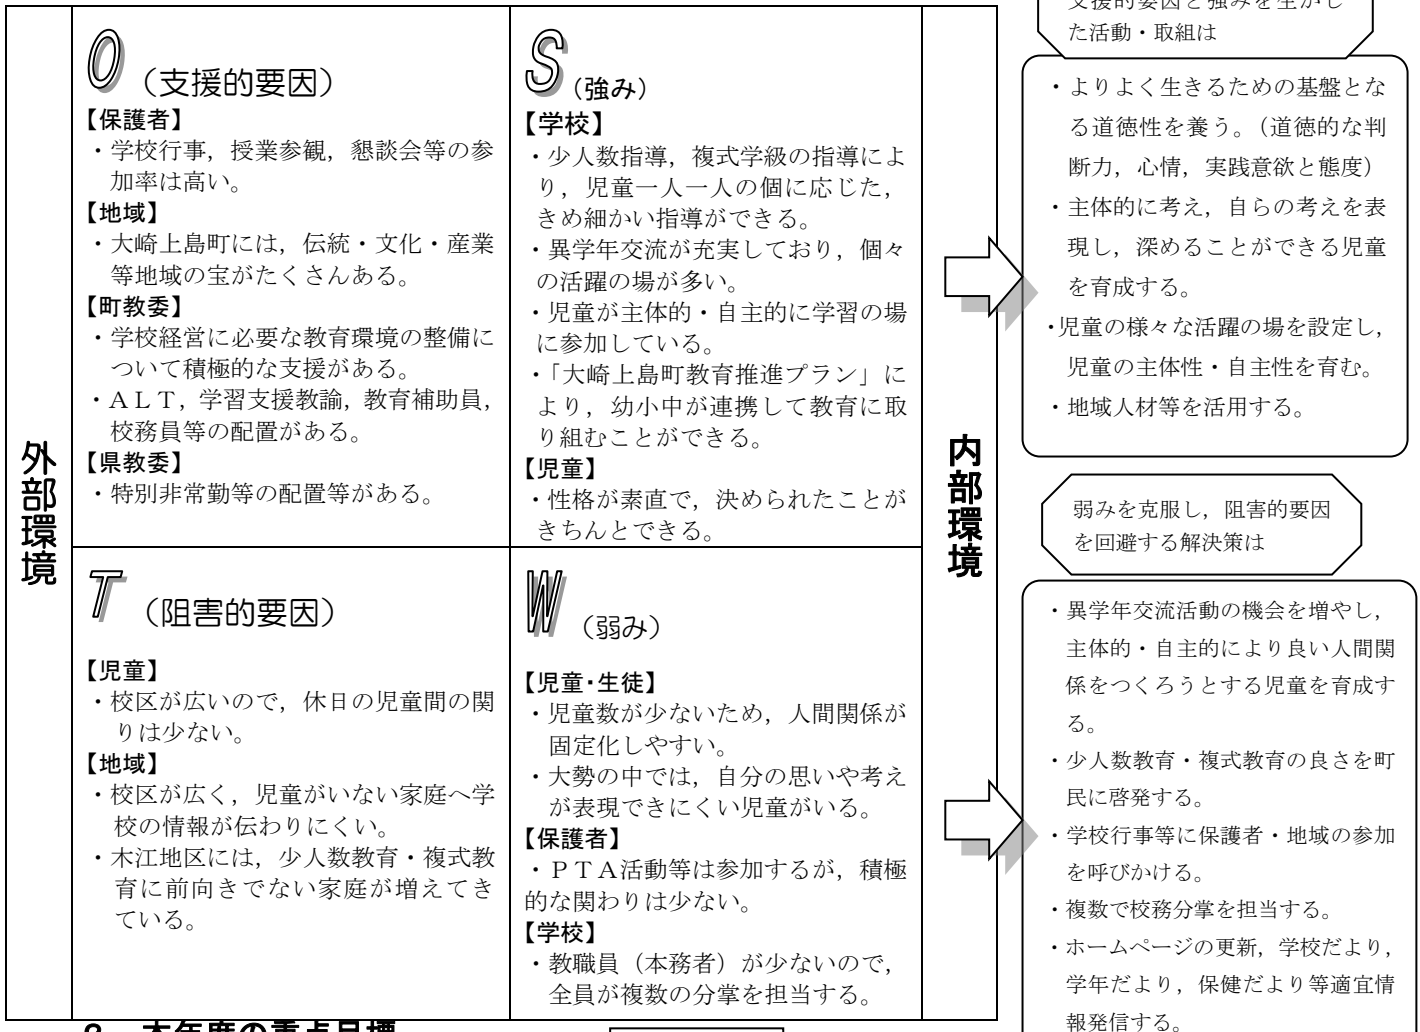 外部環境
O（支援的要因）
【保護者】
・学校行事，授業参観，懇談会等の参
加率は高い。
【地域】
・大崎上島町には，伝統・文化・産業
等地域の宝がたくさんある。
【町教委】
・学校経営に必要な教育環境の整備に
ついて積極的な支援がある。
・ＡＬＴ，学習支援教諭，教育補助員，
校務員等の配置がある。
【県教委】
・特別非常勤等の配置等がある。
S（強み）
【学校】
・少人数指導，複式学級の指導によ
り，児童一人一人の個に応じた，
きめ細かい指導ができる。
・異学年交流が充実しており，個々
の活躍の場が多い。
・児童が主体的・自主的に学習の場
に参加している。
・「大崎上島町教育推進プラン」に
より，幼小中が連携して教育に取
り組むことができる。
【児童】
・性格が素直で，決められたことが
きちんとできる。
T（阻害的要因）
【児童】
・校区が広いので，休日の児童間の関
りは少ない。
【地域】
・校区が広く，児童がいない家庭へ学
校の情報が伝わりにくい。
・木江地区には，少人数教育・複式教
育に前向きでない家庭が増えてき
ている。
W（弱み）
【児童・生徒】
・児童数が少ないため，人間関係が
固定化しやすい。
・大勢の中では，自分の思いや考え
が表現できにくい児童がいる。
【保護者】
・ＰＴＡ活動等は参加するが，積極
的な関わりは少ない。
【学校】
・教職員（本務者）が少ないので，
全員が複数の分掌を担当する。
内部環境
支援的要因と強みを生かし
た活動・取組は
・よりよく生きるための基盤とな
る道徳性を養う。（道徳的な判
断力，心情，実践意欲と態度）
・主体的に考え，自らの考えを表
現し，深めることができる児童
を育成する。
・児童の様々な活躍の場を設定し，
児童の主体性・自主性を育む。
・地域人材等を活用する。
弱みを克服し，阻害的要因
を回避する解決策は
・異学年交流活動の機会を増やし，
主体的・自主的により良い人間関
係をつくろうとする児童を育成す
る。
・少人数教育・複式教育の良さを町
民に啓発する。
・学校行事等に保護者・地域の参加
を呼びかける。
・複数で校務分掌を担当する。
・ホームページの更新，学校だより，
学年だより，保健だより等適宜情
報発信する。
２ 本年度の重点目標